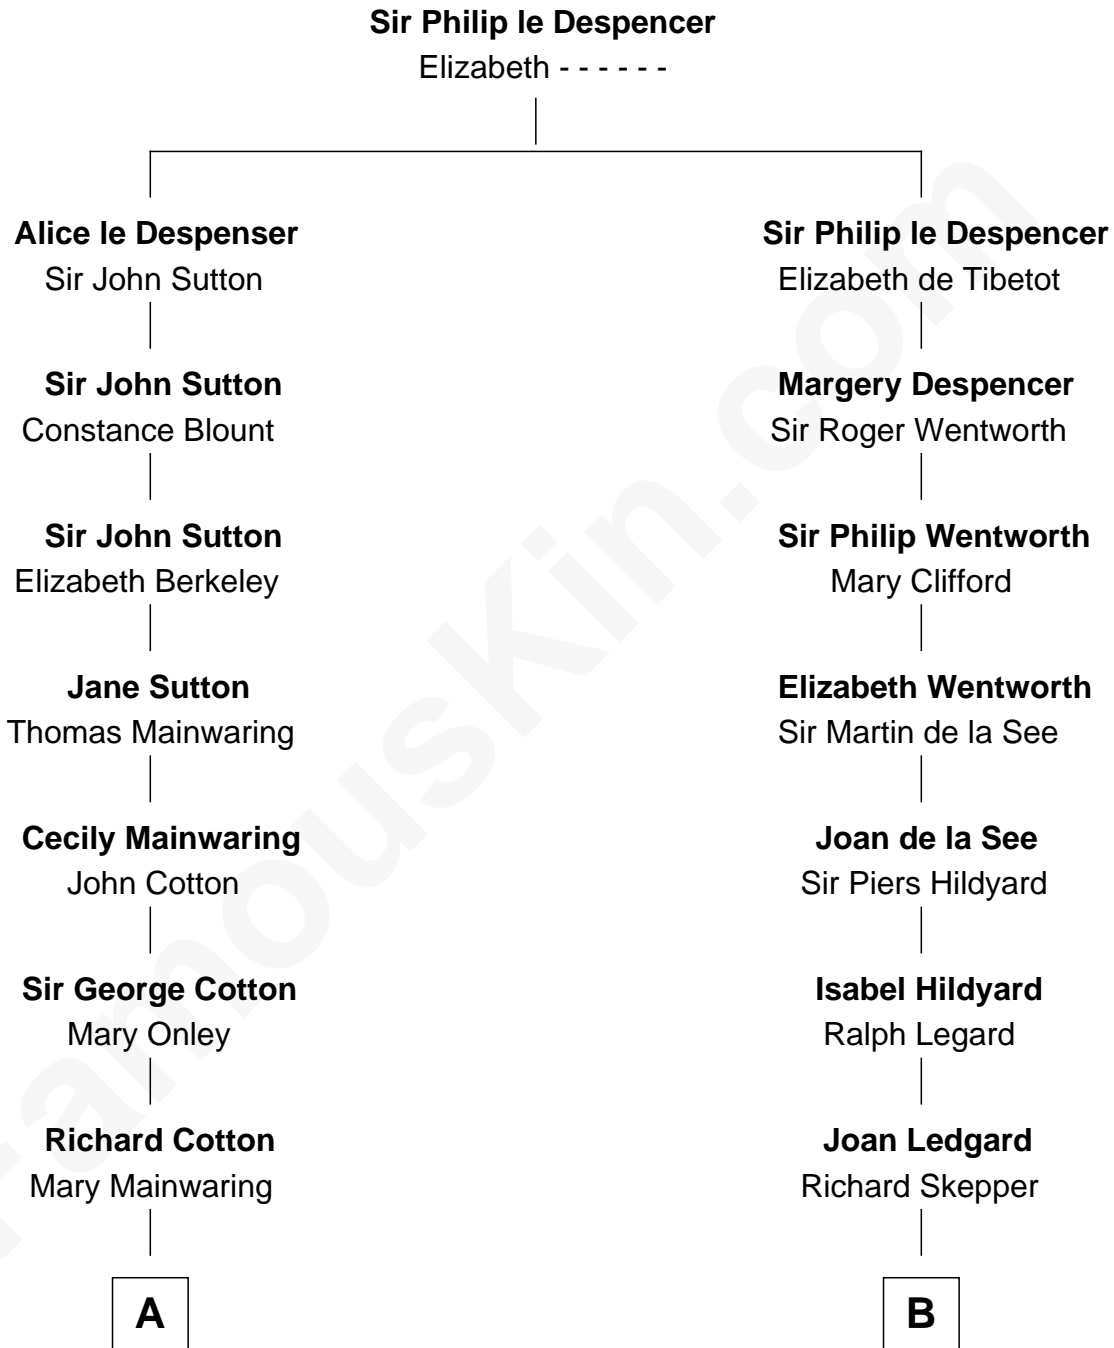 Sir Philip le Despencer
Elizabeth - - - - - -
Alice le Despenser
Sir John Sutton
Sir John Sutton
Constance Blount
Sir John Sutton
Elizabeth Berkeley
Jane Sutton
Thomas Mainwaring
Cecily Mainwaring
John Cotton
Sir George Cotton
Mary Onley
Richard Cotton
Mary Mainwaring
A
Sir Philip le Despencer
Elizabeth de Tibetot
Margery Despencer
Sir Roger Wentworth
Sir Philip Wentworth
Mary Clifford
Elizabeth Wentworth
Sir Martin de la See
Joan de la See
Sir Piers Hildyard
Isabel Hildyard
Ralph Legard
Joan Ledgard
Richard Skepper
B
FamousKin.com